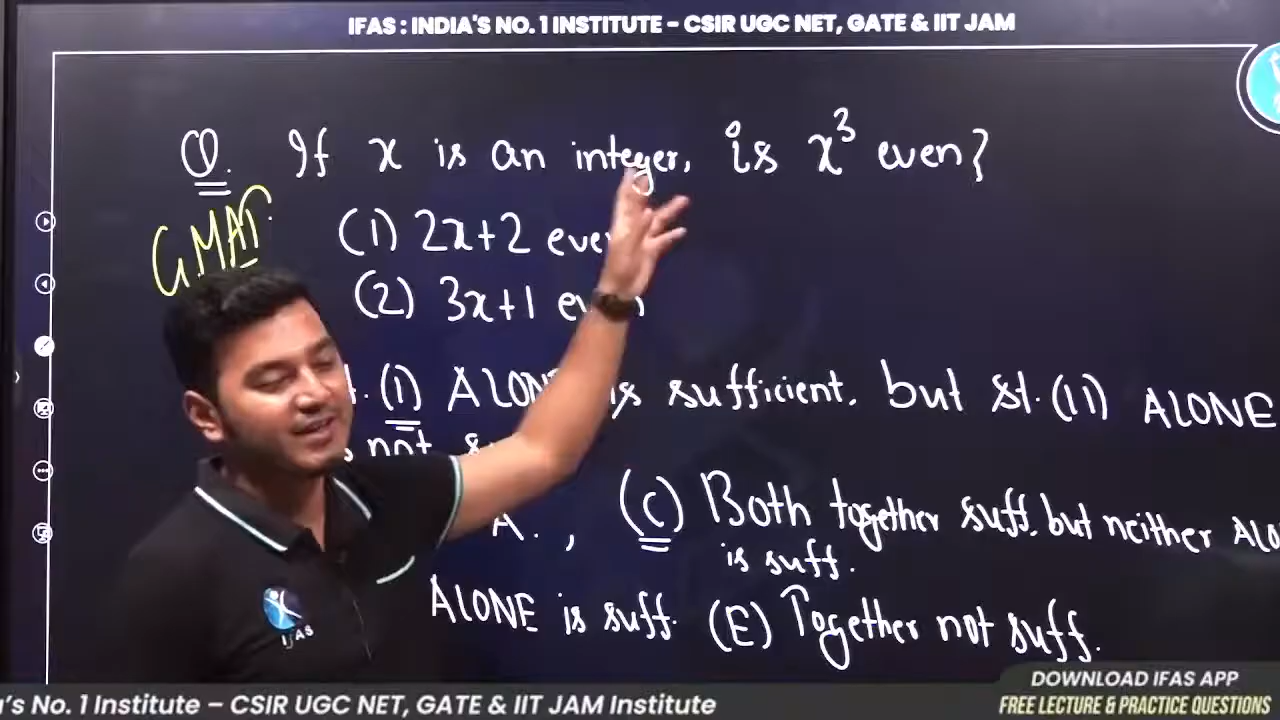 IFAS : INDIA'S NO. 1 INSTITUTE – CSIR UGC NET, GATE & IIT JAM
Q. If x is an integer, is x³ even?
GMAT
(1) 2x+2 eve
(2) 3x+1 e
(1) ALONE is sufficient. but st. (11) ALONE
not
A. , (C) Both together suff. but neither ALO
is suff.
ALONE is suff. (E) Together not suff.
IFAS
DOWNLOAD IFAS APP
a's No. 1 Institute – CSIR UGC NET, GATE & IIT JAM Institute
FREE LECTURE & PRACTICE QUESTIONS